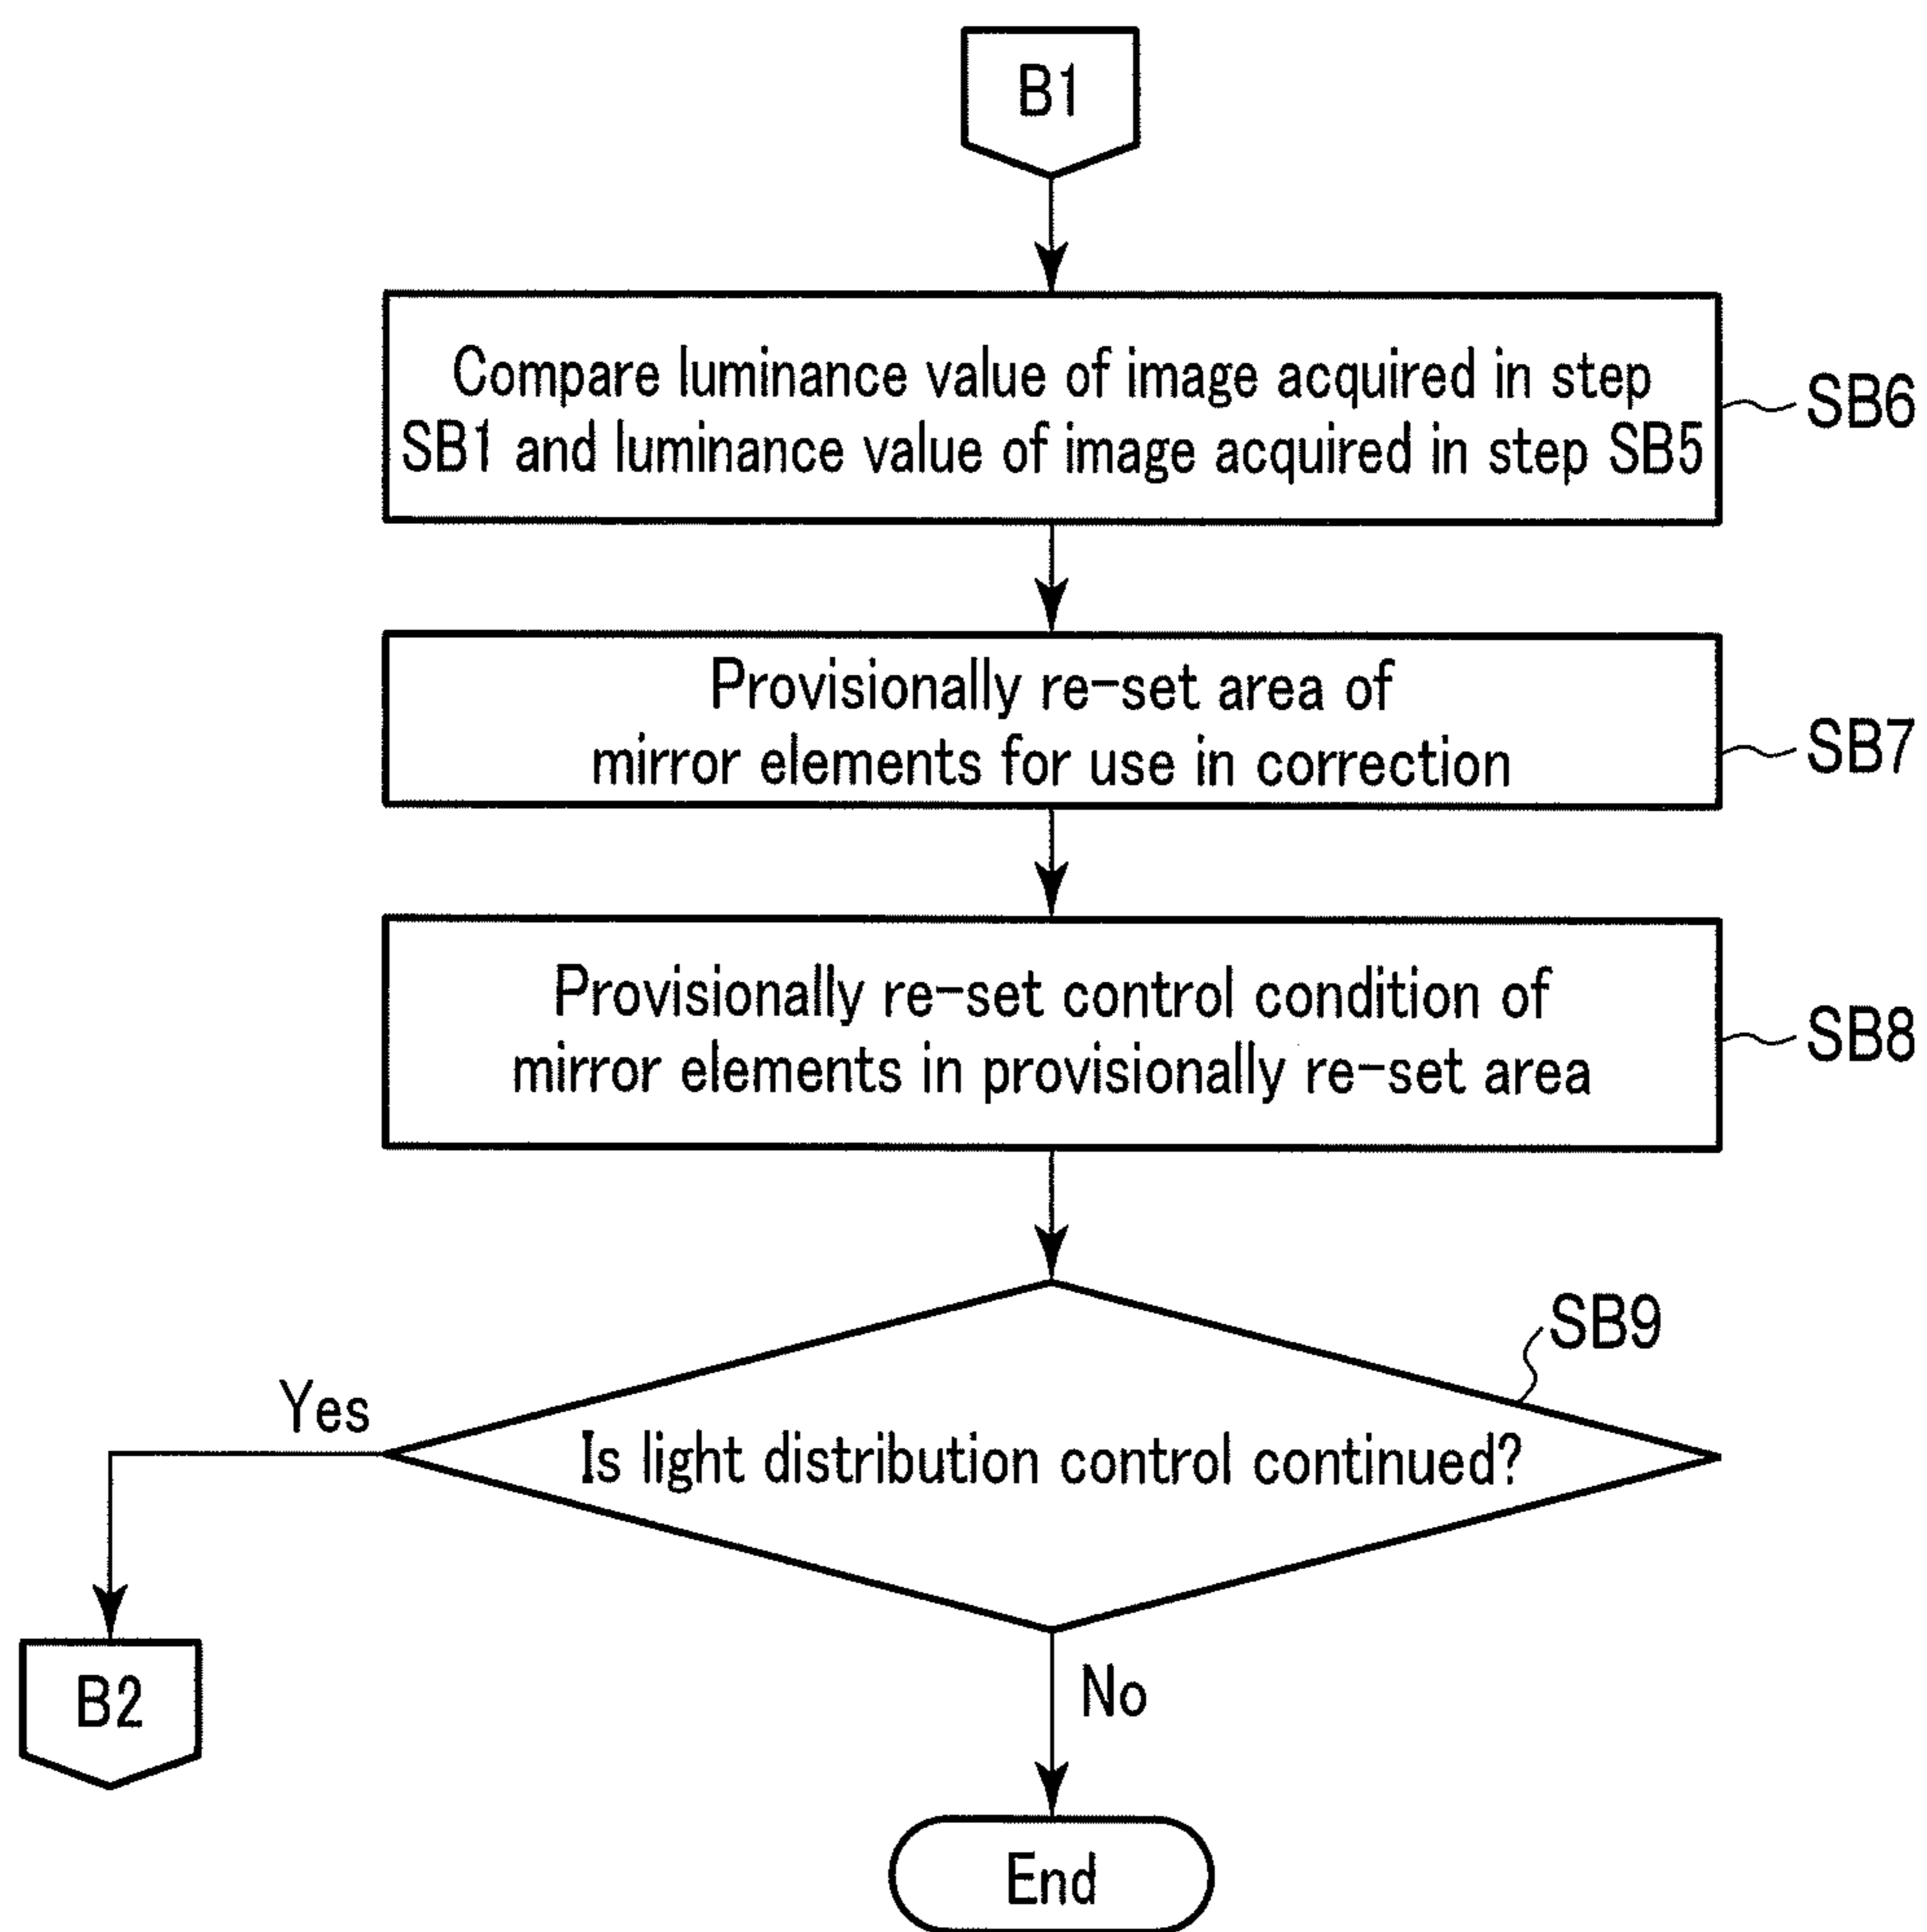 B1
Compare luminance value of image acquired in step
SB1 and luminance value of image acquired in step SB5
SB6
Provisionally re-set area of
mirror elements for use in correction
SB7
Provisionally re-set control condition of
mirror elements in provisionally re-set area
SB8
SB9
Yes
Is light distribution control continued?
B2
No
End